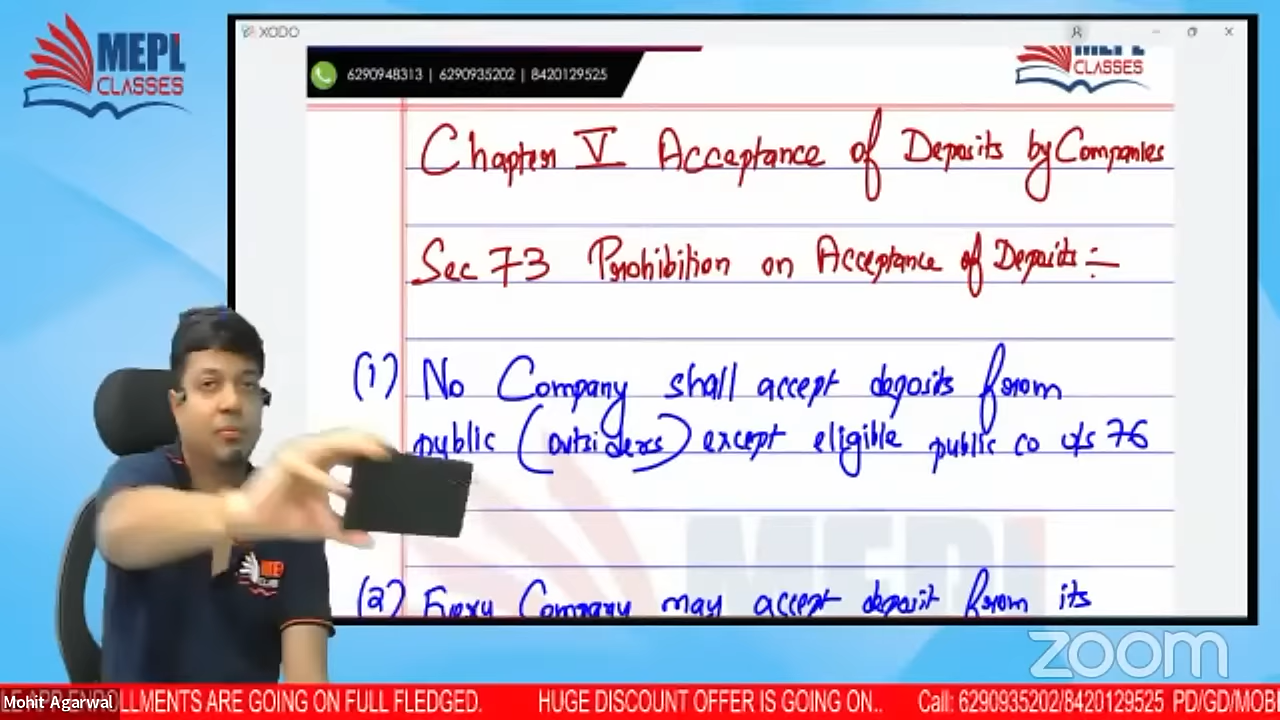 MEPL
CLASSES
XODO
6290948313 | 6290935202 | 8420129525
MEPL
CLASSES
Chapter V Acceptance of Deposits by Companies
Sec 73 Prohibition on Acceptance of Deposits :-
(1) No Company shall accept deposits from
public (outsiders) except eligible public co u/s 76
MEPL
(2) Every Company may accept deposit from its
MEPL
zoom
Mohit Agarwal
ENROLLMENTS ARE GOING ON FULL FLEDGED. HUGE DISCOUNT OFFER IS GOING ON.. Call: 6290935202/8420129525 PD/GD/MOBI